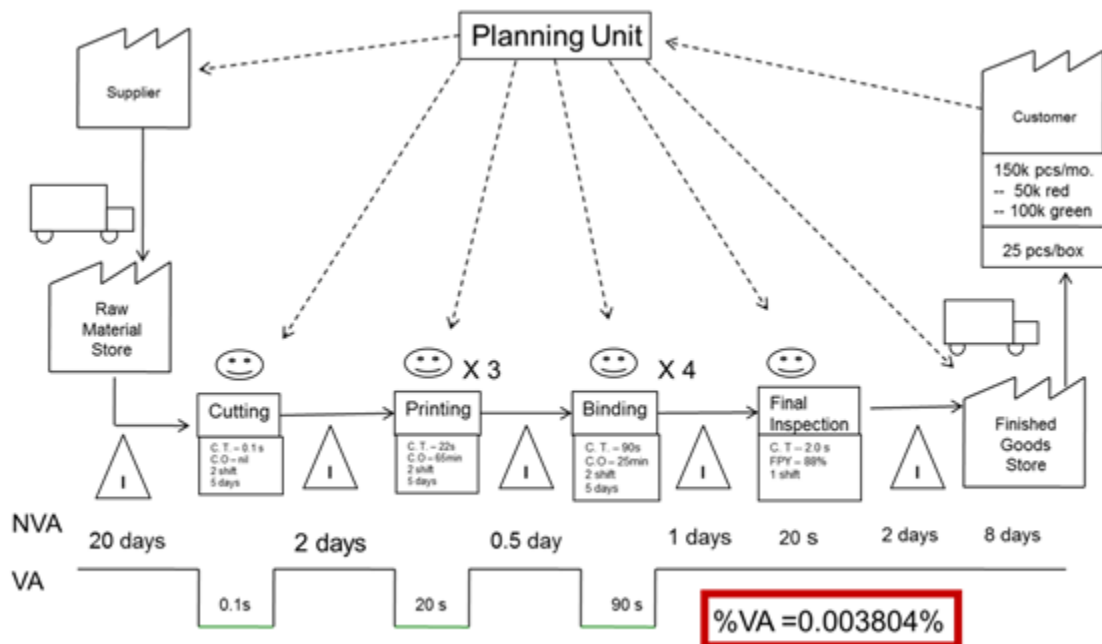 Planning Unit
Supplier
Customer
150k pcs/mo.
-- 50k red
-- 100k green
25 pcs/box
Raw
Material
Store
Cutting
C. T. – 0.1 s
C.O – nil
2 shift
5 days
X 3
Printing
C. T. – 22s
C.O – 65min
2 shift
5 days
X 4
Binding
C. T. – 90s
C.O – 25min
2 shift
5 days
Final
Inspection
C. T – 2.0 s
FPY – 88%
1 shift
Finished
Goods
Store
I
I
I
I
I
NVA
20 days
2 days
0.5 day
1 days
20 s
2 days
8 days
VA
0.1s
20 s
90 s
%VA =0.003804%